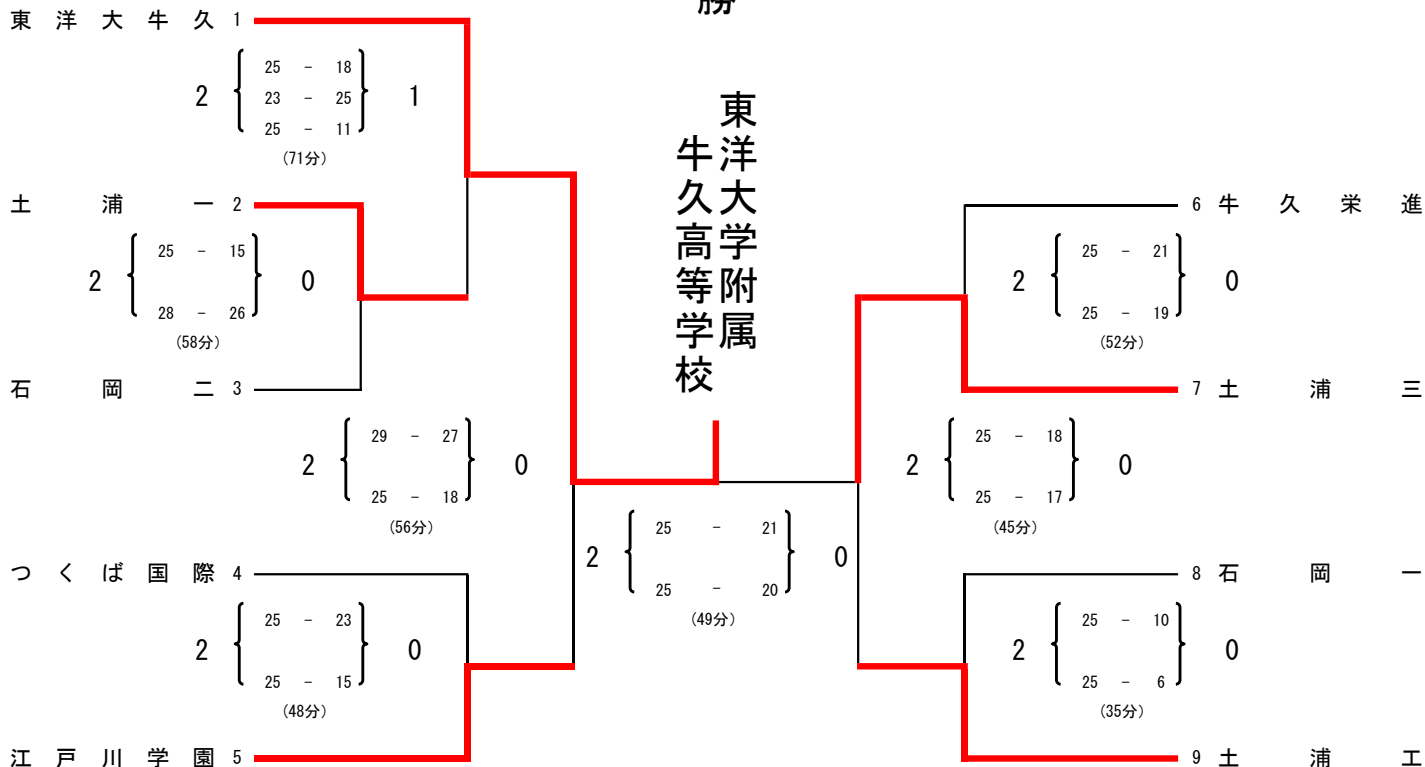 勝
東洋大学附属
牛久高等学校
東洋大牛久 1
2 25 - 18 1
23 - 25
25 - 11
(71分)
土浦一 2
2 25 - 15 0
28 - 26
(58分)
石岡二 3
2 29 - 27 0
25 - 18
(56分)
つくば国際 4
2 25 - 23 0
25 - 15
(48分)
江戸川学園 5
2 25 - 21 0
25 - 20
(49分)
6 牛久栄進
2 25 - 21 0
25 - 19
(52分)
7 土浦三
2 25 - 18 0
25 - 17
(45分)
8 石岡一
2 25 - 10 0
25 - 6
(35分)
9 土浦工